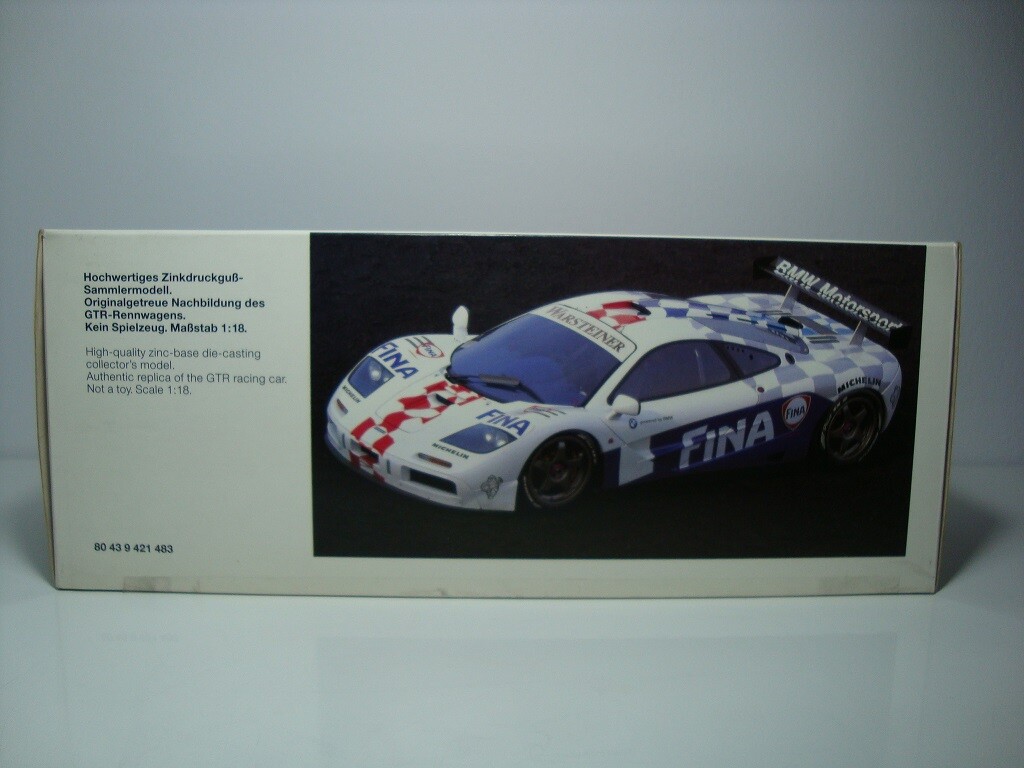 Hochwertiges Zinkdruckguß-
Sammlermodell.
Originalgetreue Nachbildung des
GTR-Rennwagens.
Kein Spielzeug. Maßstab 1:18.
High-quality zinc-base die-casting
collector's model.
Authentic replica of the GTR racing car.
Not a toy. Scale 1:18.
80 43 9 421 483
BMW Motorsport
WARSTEINER
FINA
FINA
MICHELIN
FINA
FINA
MICHELIN